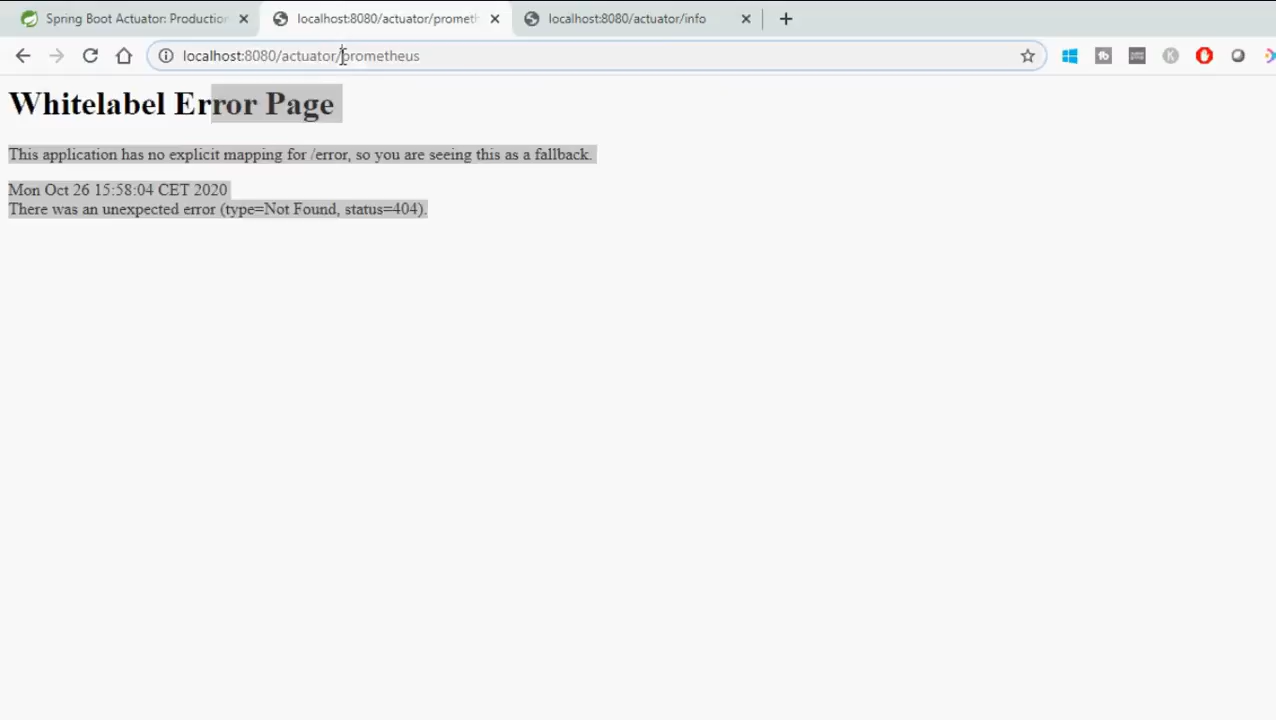 Spring Boot Actuator: Production
localhost:8080/actuator/prometh
localhost:8080/actuator/info
localhost:8080/actuator/prometheus
Whitelabel Error Page
This application has no explicit mapping for /error, so you are seeing this as a fallback.
Mon Oct 26 15:58:04 CET 2020
There was an unexpected error (type=Not Found, status=404).